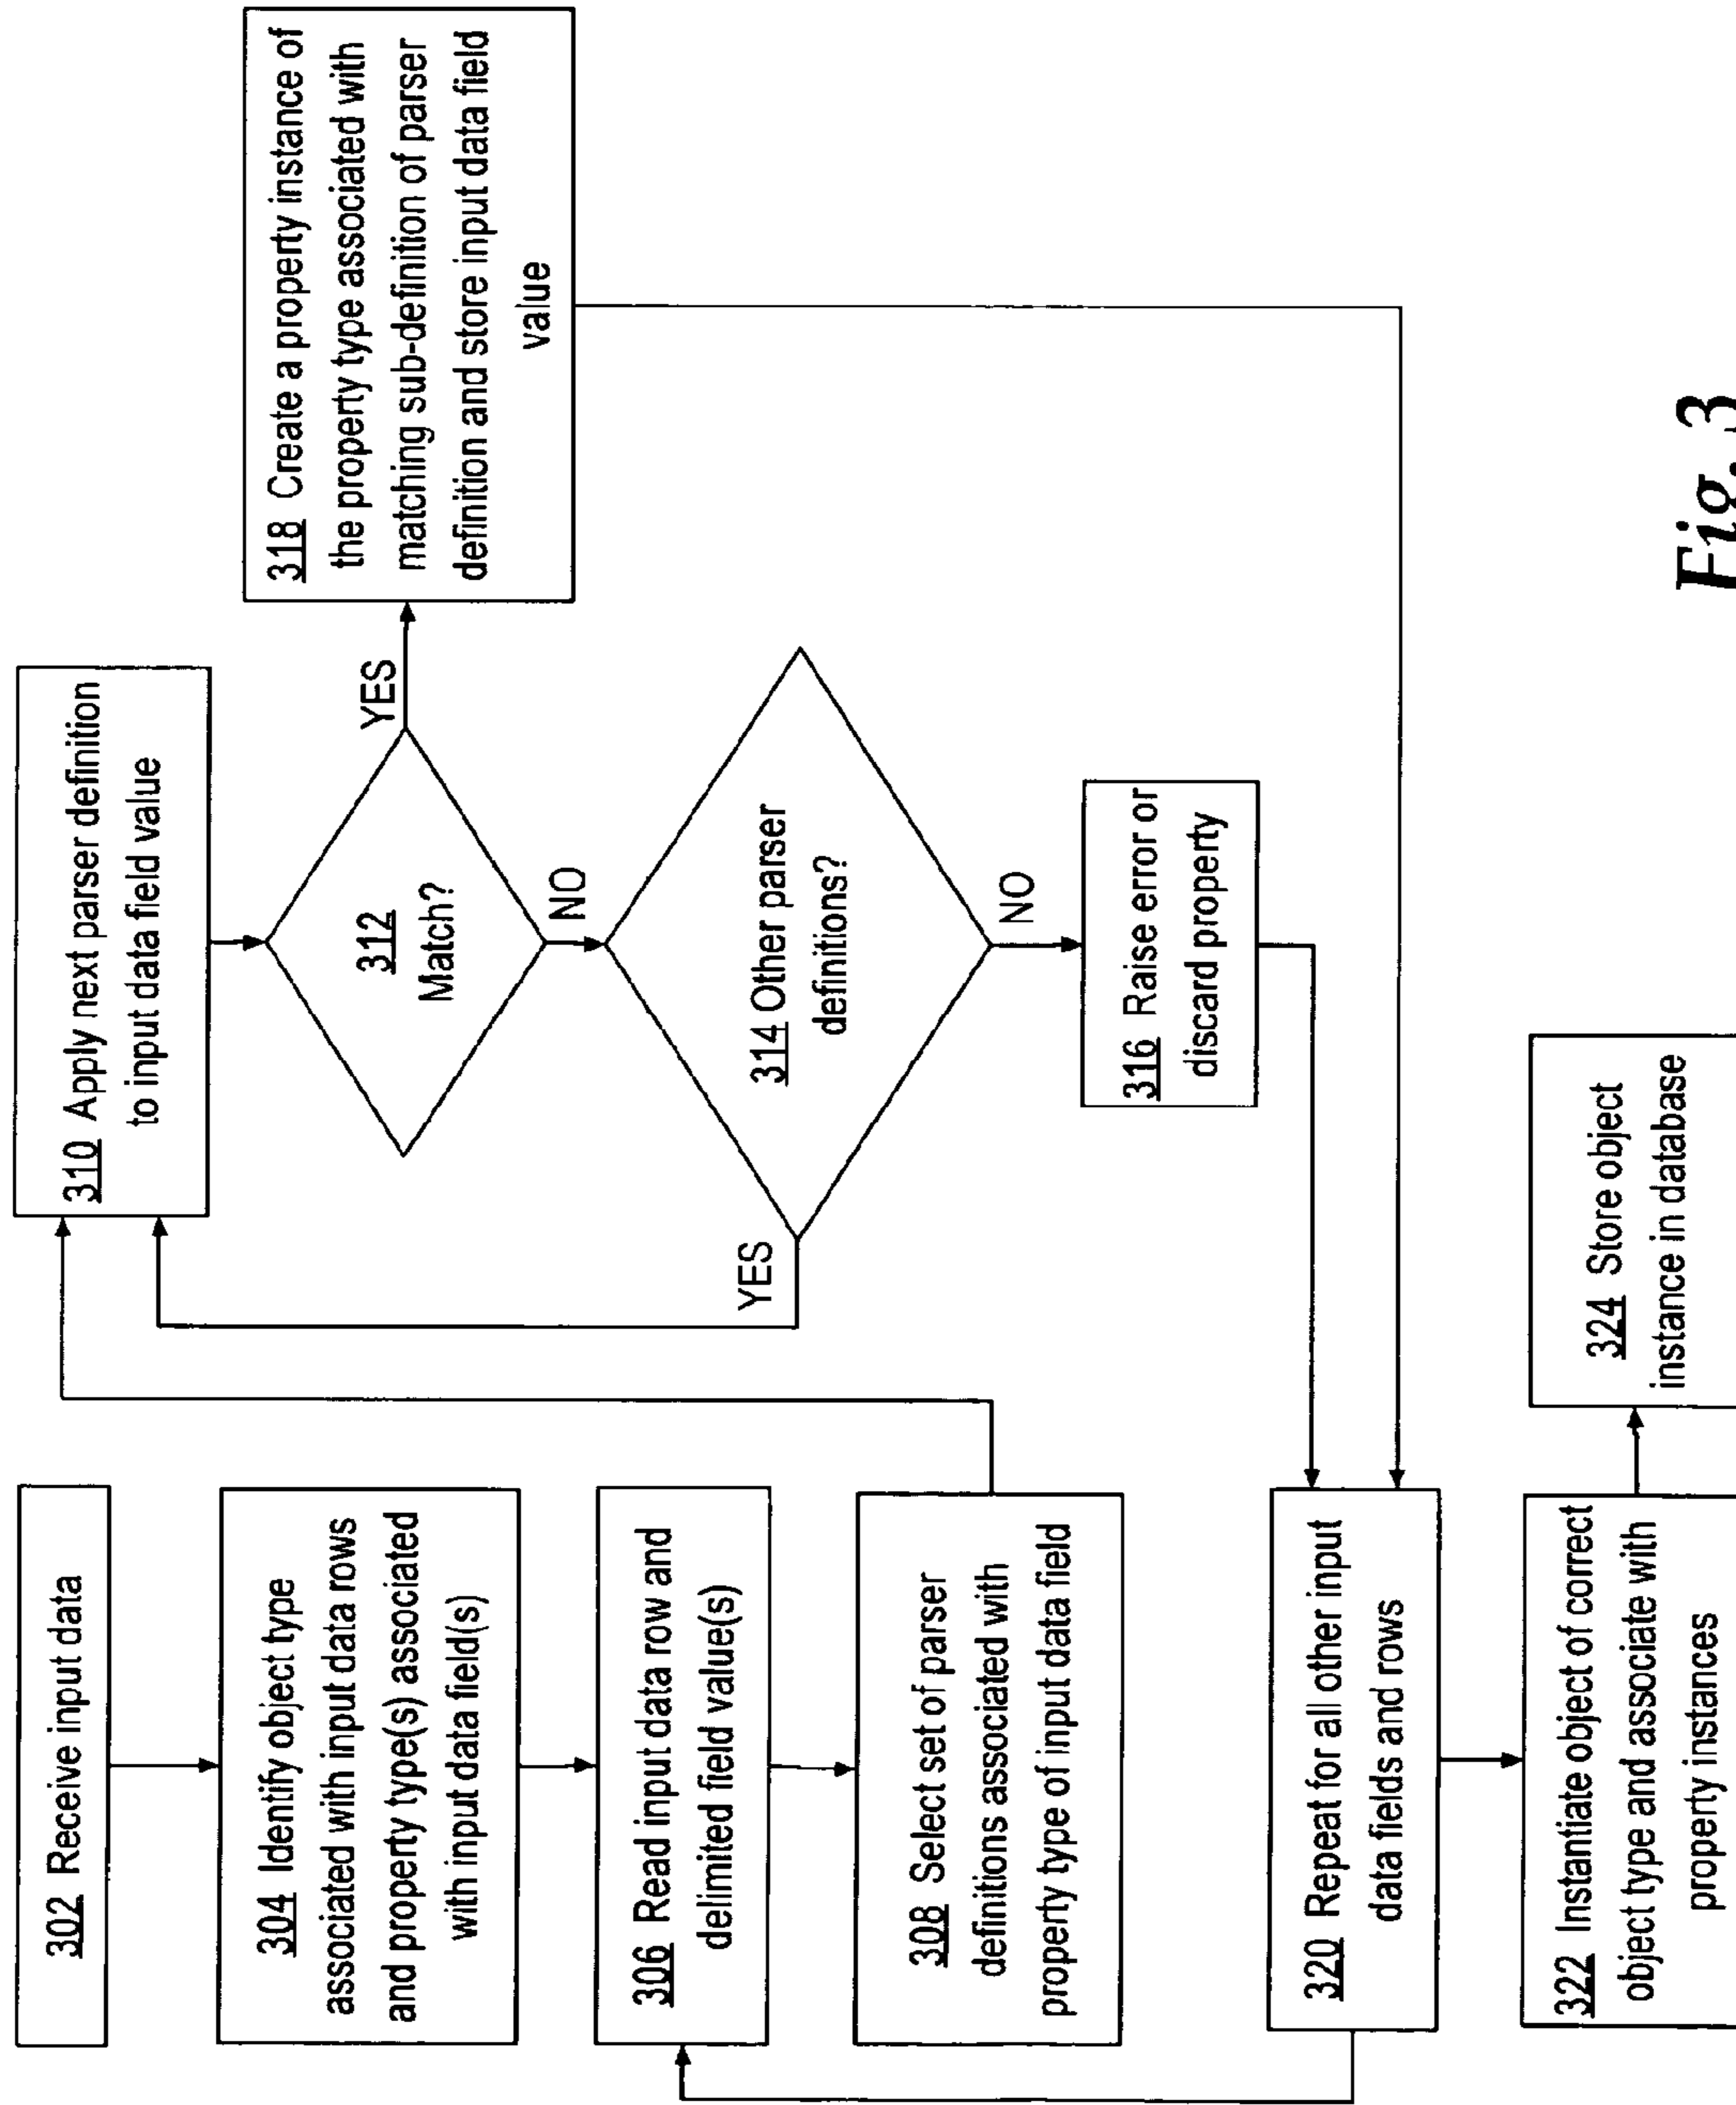 302 Receive input data
304 Identify object type
associated with input data rows
and property type(s) associated
with input data field(s)
306 Read input data row and
delimited field value(s)
308 Select set of parser
definitions associated with
property type of input data field
310 Apply next parser definition
to input data field value
312
Match?
YES
NO
314 Other parser
definitions?
YES
NO
316 Raise error or
discard property
318 Create a property instance of
the property type associated with
matching sub-definition of parser
definition and store input data field
value
320 Repeat for all other input
data fields and rows
322 Instantiate object of correct
object type and associate with
property instances
324 Store object
instance in database
Fig. 3